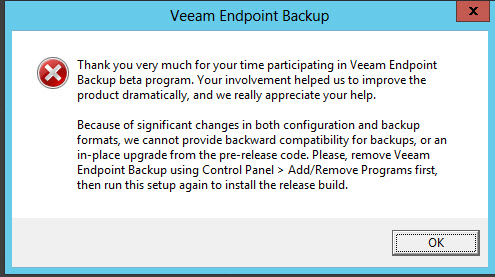 Veeam Endpoint Backup
x
Thank you very much for your time participating in Veeam Endpoint
Backup beta program. Your involvement helped us to improve the
product dramatically, and we really appreciate your help.
Because of significant changes in both configuration and backup
formats, we cannot provide backward compatibility for backups, or an
in-place upgrade from the pre-release code. Please, remove Veeam
Endpoint Backup using Control Panel > Add/Remove Programs first,
then run this setup again to install the release build.
OK